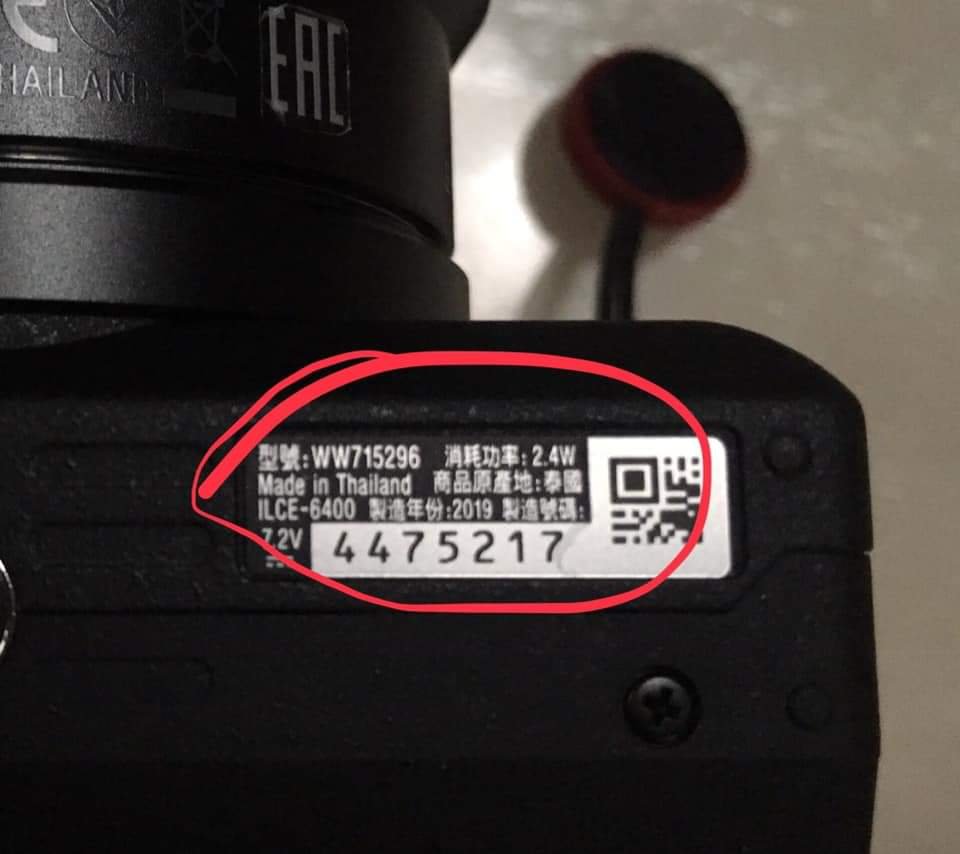 EAC
THAILAND
型號:WW715296 消耗功率:2.4W
Made in Thailand 商品原產地:泰國
ILCE-6400 製造年份:2019 製造號碼:
7.2V 4475217